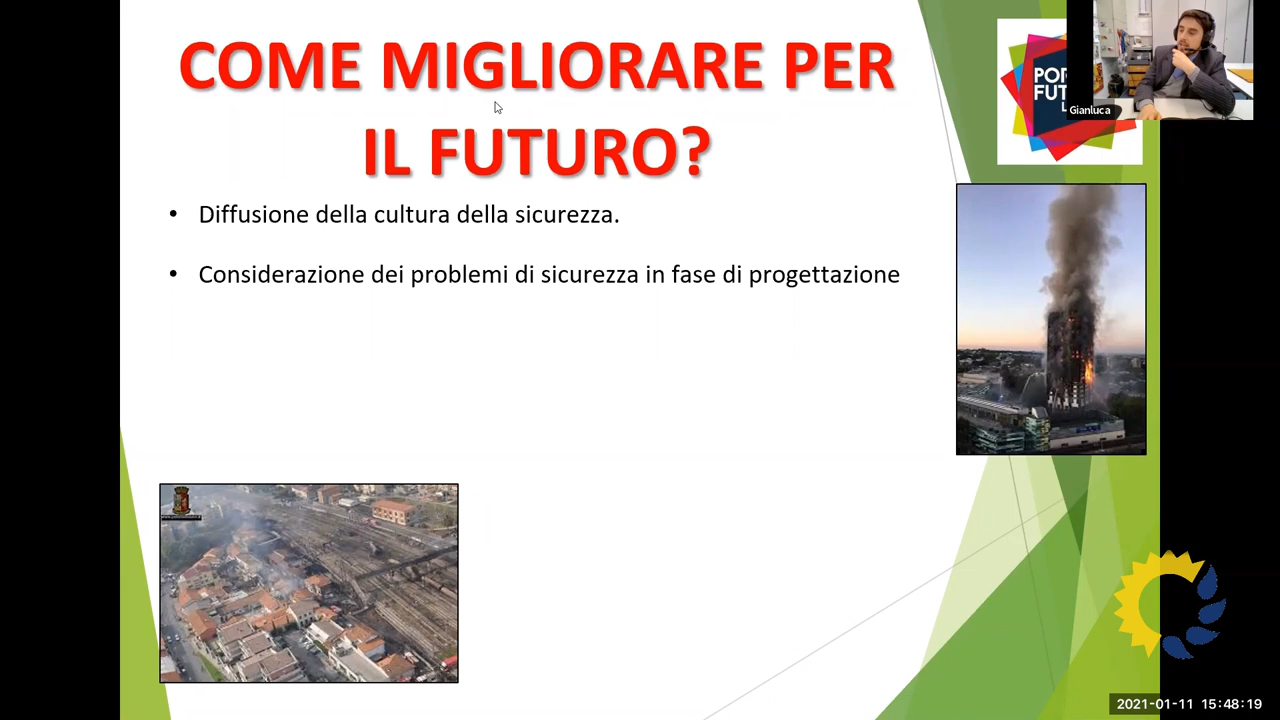 COME MIGLIORARE PER
IL FUTURO?
• Diffusione della cultura della sicurezza.
• Considerazione dei problemi di sicurezza in fase di progettazione
Gianluca
2021-01-11 15:48:19